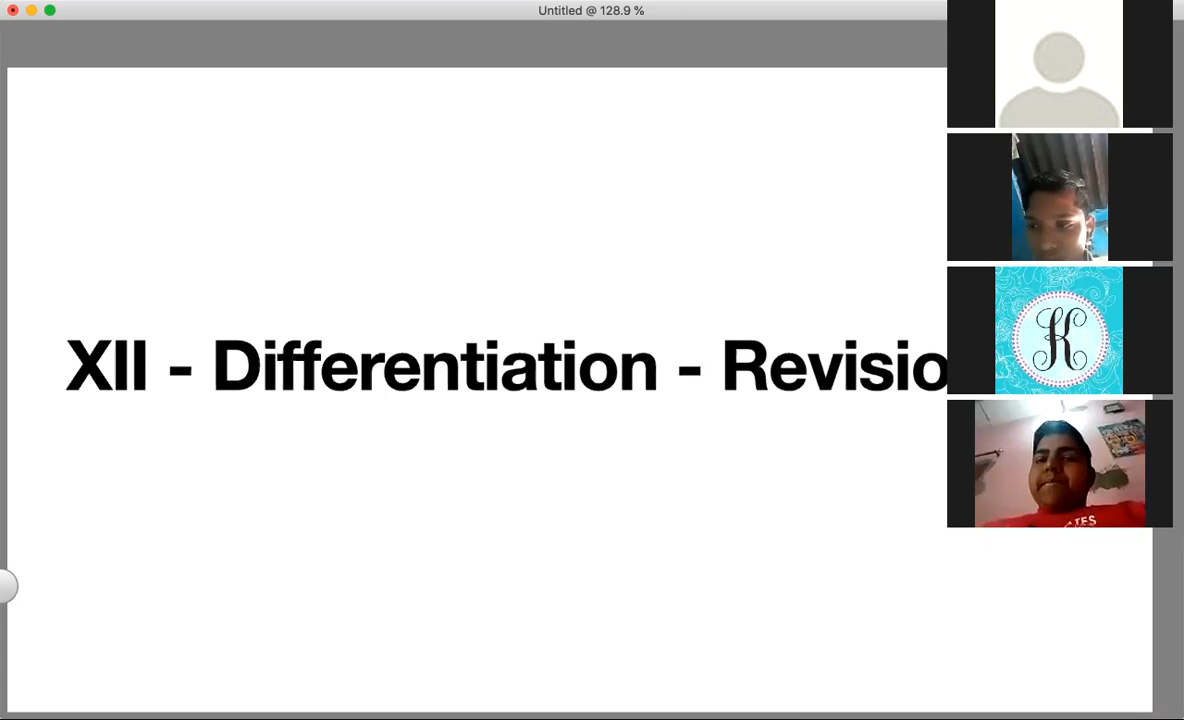 Untitled @ 128.9 %
XII - Differentiation - Revisio
K